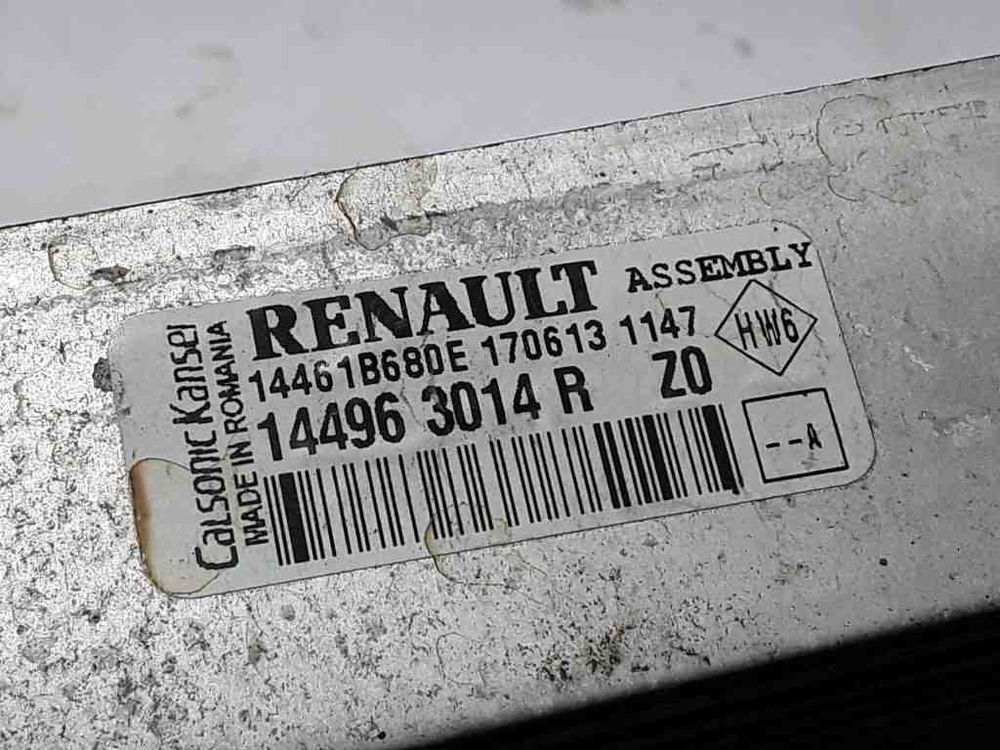 Calsonic Kansei
MADE IN ROMANIA
RENAULT ASSEMBLY
14461B680E 170613 1147
HW6
14496 3014 R Z0
--A